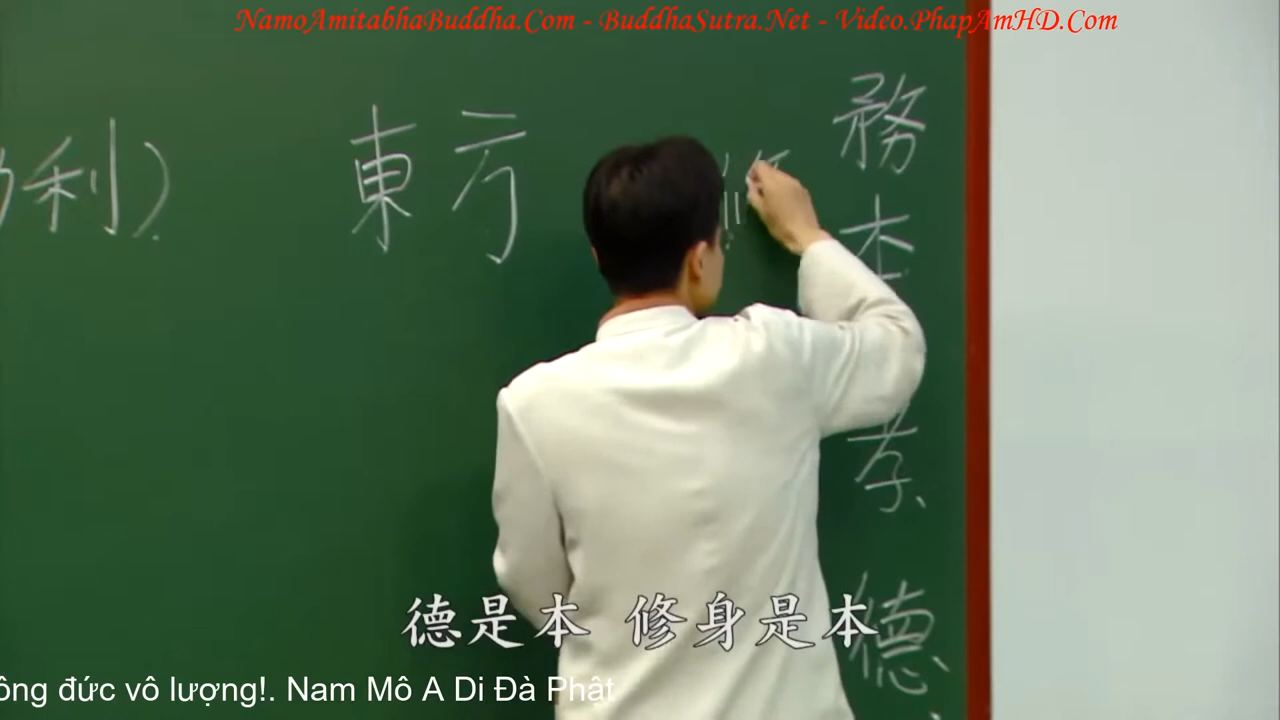 NamoAmitabhaBuddha.Com - BuddhaSutra.Net - Video.PhapAmHD.Com
利)
東方
務本
孝、德、
德是本 修身是本
ông đức vô lượng!. Nam Mô A Di Đà Phật